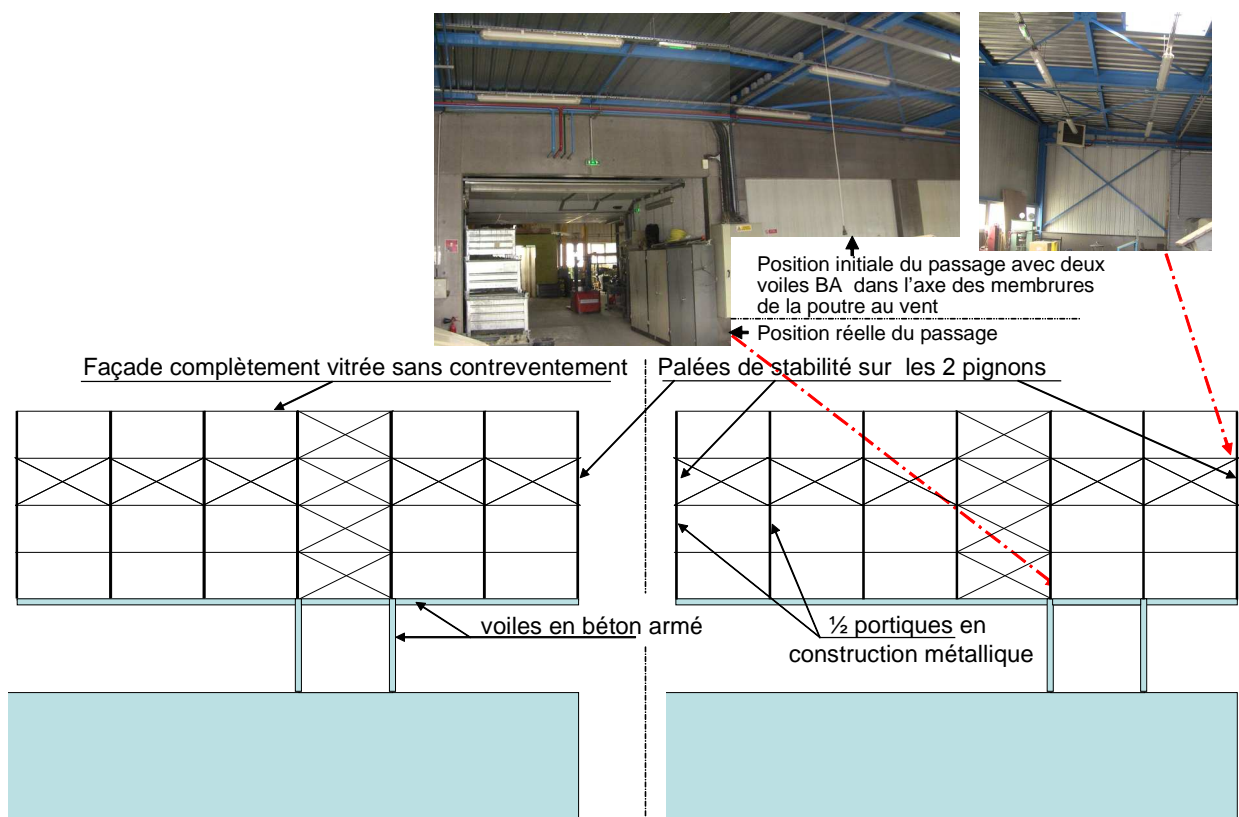 Position initiale du passage avec deux
voiles BA dans l'axe des membrures
de la poutre au vent
Position réelle du passage
Façade complètement vitrée sans contreventement
Palées de stabilité sur les 2 pignons
voiles en béton armé
½ portiques en
construction métallique